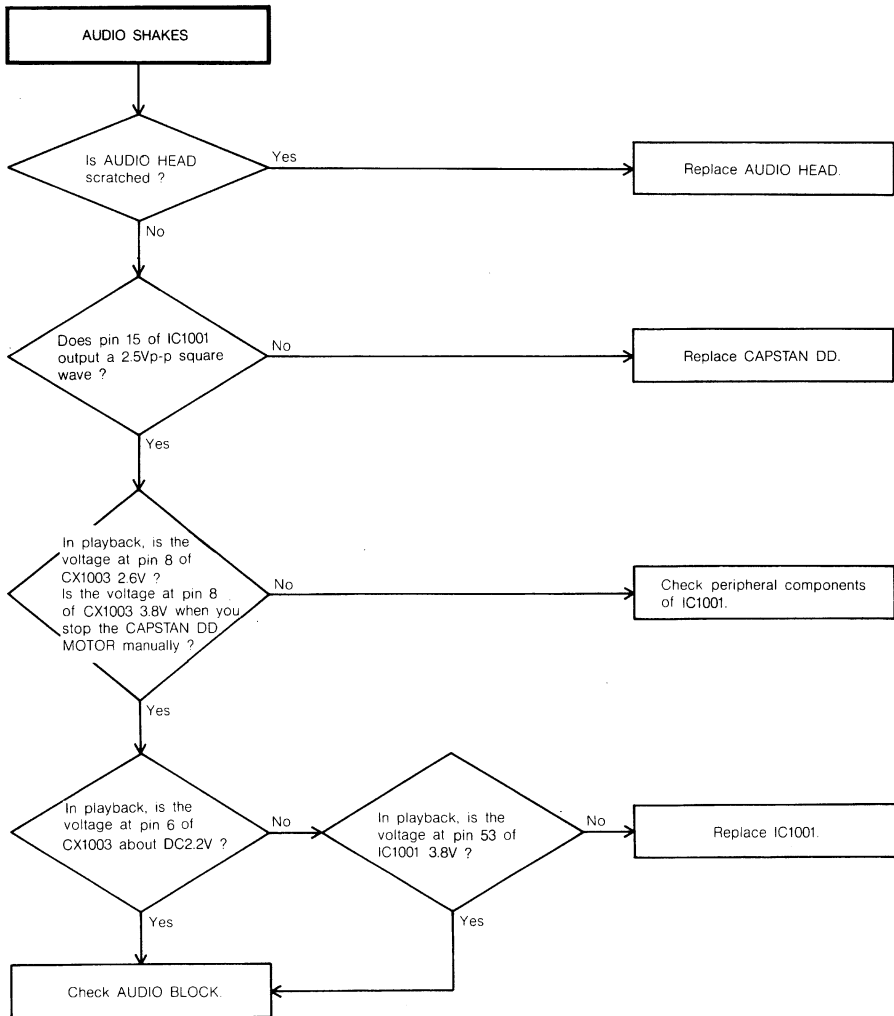 AUDIO SHAKES
Is AUDIO HEAD
scratched ?
Yes
Replace AUDIO HEAD.
No
Does pin 15 of IC1001
output a 2.5Vp-p square
wave ?
No
Replace CAPSTAN DD.
Yes
In playback, is the
voltage at pin 8 of
CX1003 2.6V ?
Is the voltage at pin 8
of CX1003 3.8V when you
stop the CAPSTAN DD
MOTOR manually ?
No
Check peripheral components
of IC1001.
Yes
In playback, is the
voltage at pin 6 of
CX1003 about DC2.2V ?
No
In playback, is the
voltage at pin 53 of
IC1001 3.8V ?
No
Replace IC1001.
Yes
Yes
Check AUDIO BLOCK.